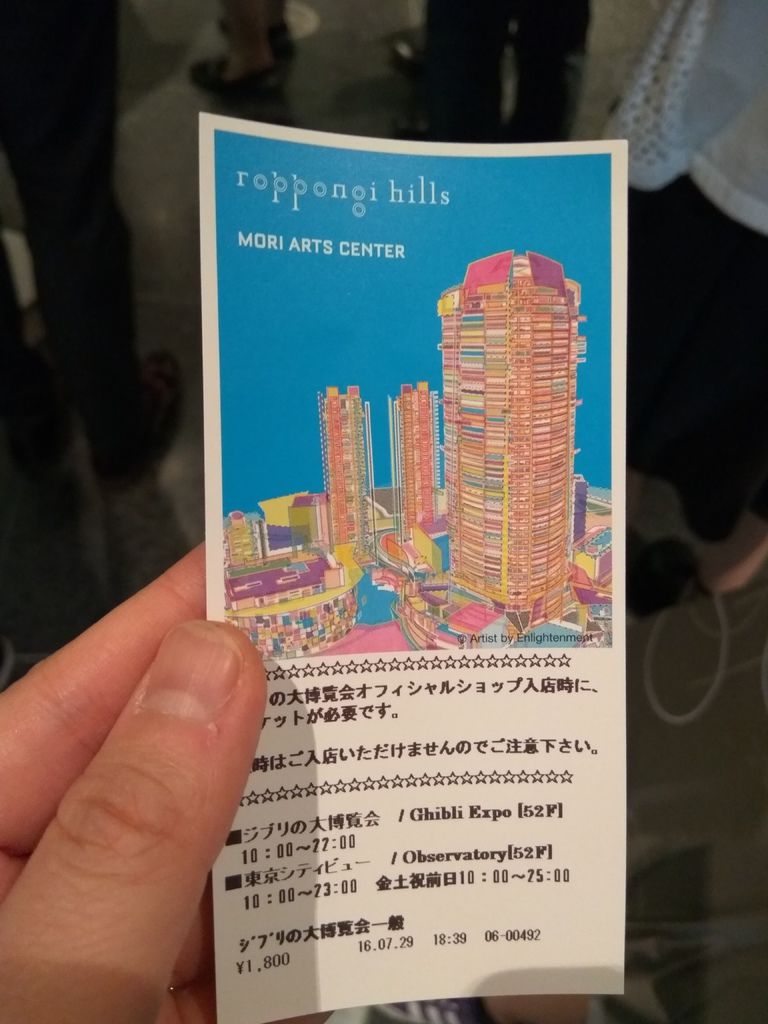 roppongi hills
MORI ARTS CENTER
© Artist by Enlightenment
☆☆☆☆☆☆☆☆☆☆☆☆☆☆☆☆☆☆☆☆☆☆☆☆
の大博覧会オフィシャルショップ入店時に、
ケットが必要です。
時はご入店いただけませんのでご注意下さい。
☆☆☆☆☆☆☆☆☆☆☆☆☆☆☆☆☆☆☆☆☆☆☆☆☆☆
■ジブリの大博覧会 / Ghibli Expo [52F]
10：00～22：00
■東京シティビュー / Observatory[52F]
10：00～23：00 金土祝前日10：00～25：00
ジブリの大博覧会一般
¥1,800 16.07.29 18:39 06-00492